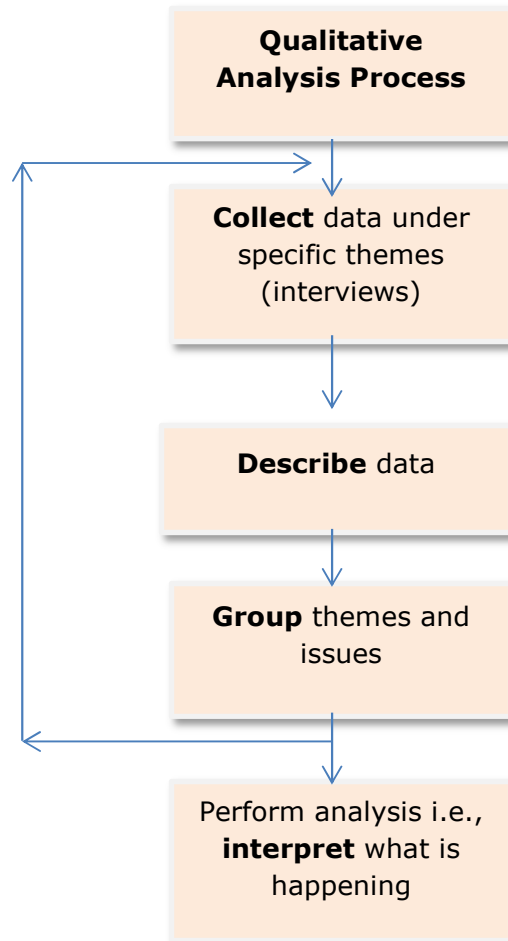 Qualitative
Analysis Process
Collect data under
specific themes
(interviews)
Describe data
Group themes and
issues
Perform analysis i.e.,
interpret what is
happening